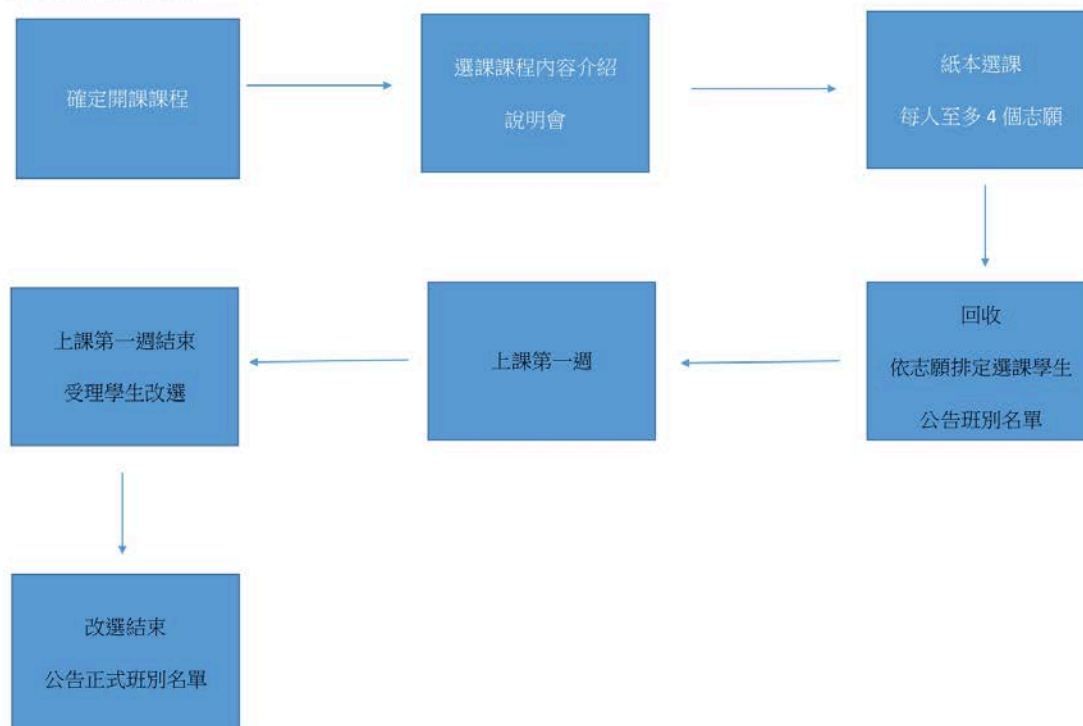 確定開課課程
選課課程內容介紹
說明會
紙本選課
每人至多 4 個志願
回收
依志願排定選課學生
公告班別名單
上課第一週
上課第一週結束
受理學生改選
改選結束
公告正式班別名單